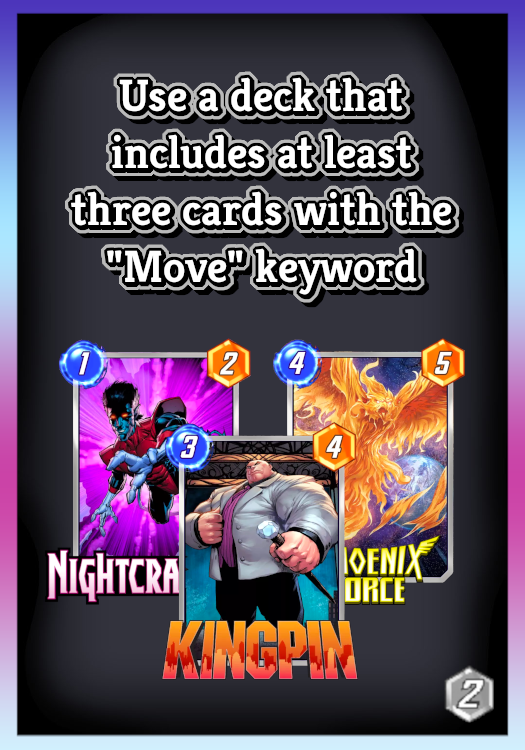 Use a deck that
includes at least
three cards with the
"Move" keyword
1 2 4 5
3 4
NIGHTCRA
HOENIX
ORCE
KINGPIN
2